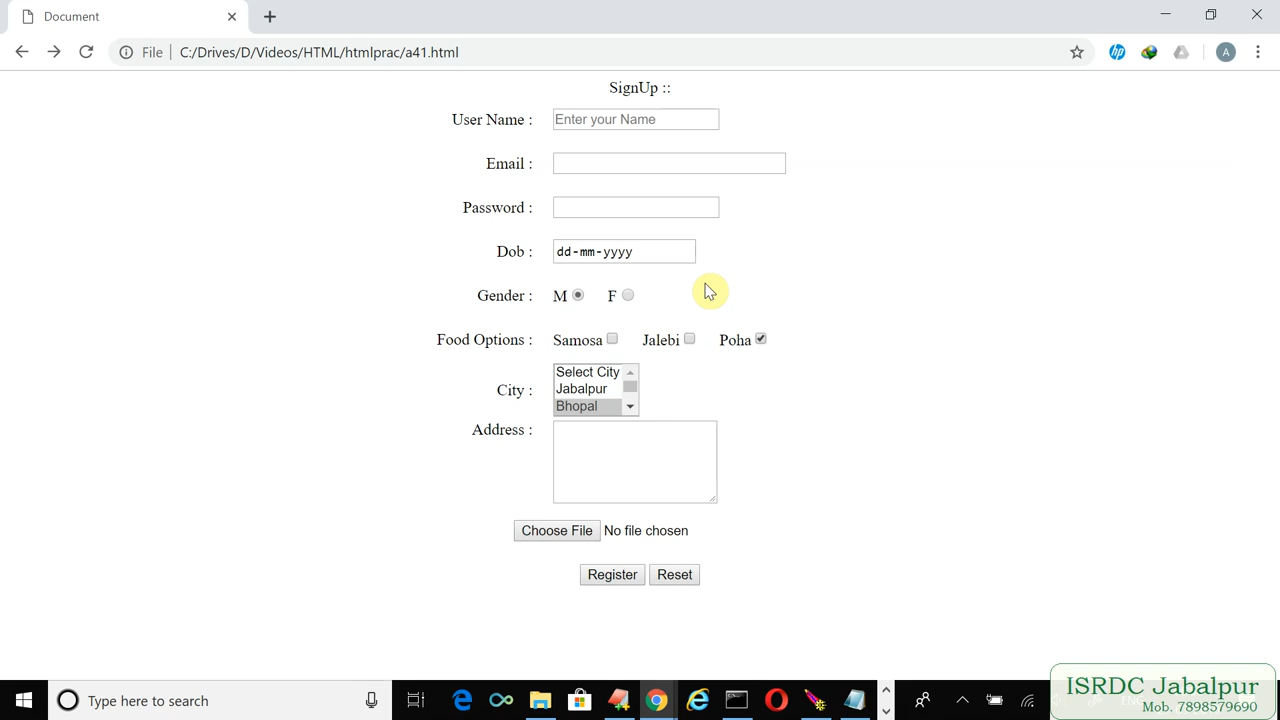 Document
File
C:/Drives/D/Videos/HTML/htmlprac/a41.html
A
SignUp ::
User Name : Enter your Name
Email :
Password :
Dob : dd-mm-yyyy
Gender : M F
Food Options : Samosa Jalebi Poha
City : Select City
Jabalpur
Bhopal
Address :
Choose File No file chosen
Register Reset
Type here to search
ISRDC Jabalpur
Mob. 7898579690